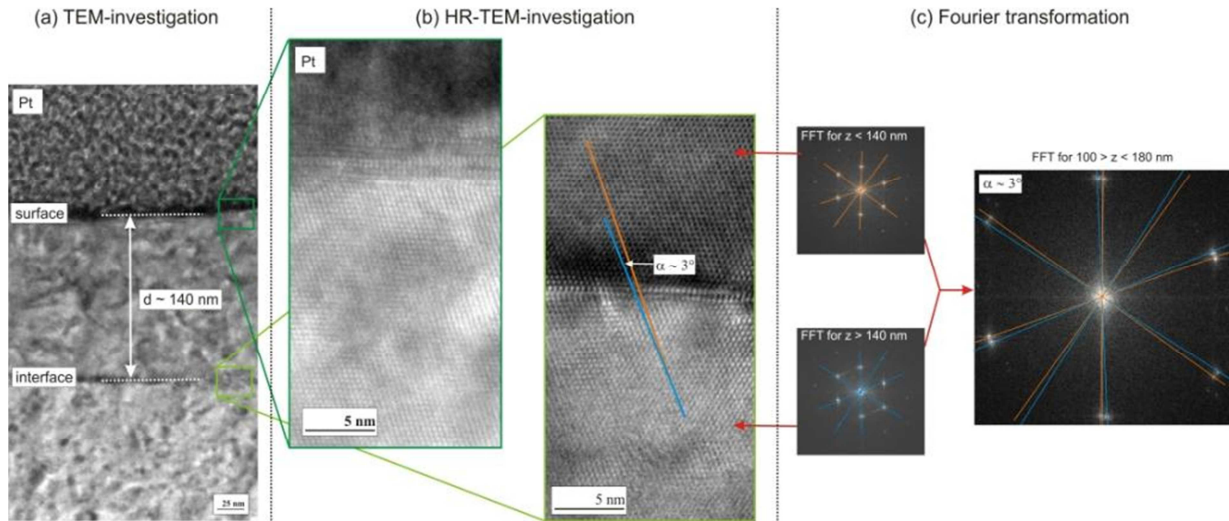 (a) TEM-investigation
Pt
surface
d ~ 140 nm
interface
25 nm
(b) HR-TEM-investigation
Pt
5 nm
α ~ 3°
5 nm
(c) Fourier transformation
FFT for z < 140 nm
FFT for z > 140 nm
FFT for 100 > z < 180 nm
α ~ 3°